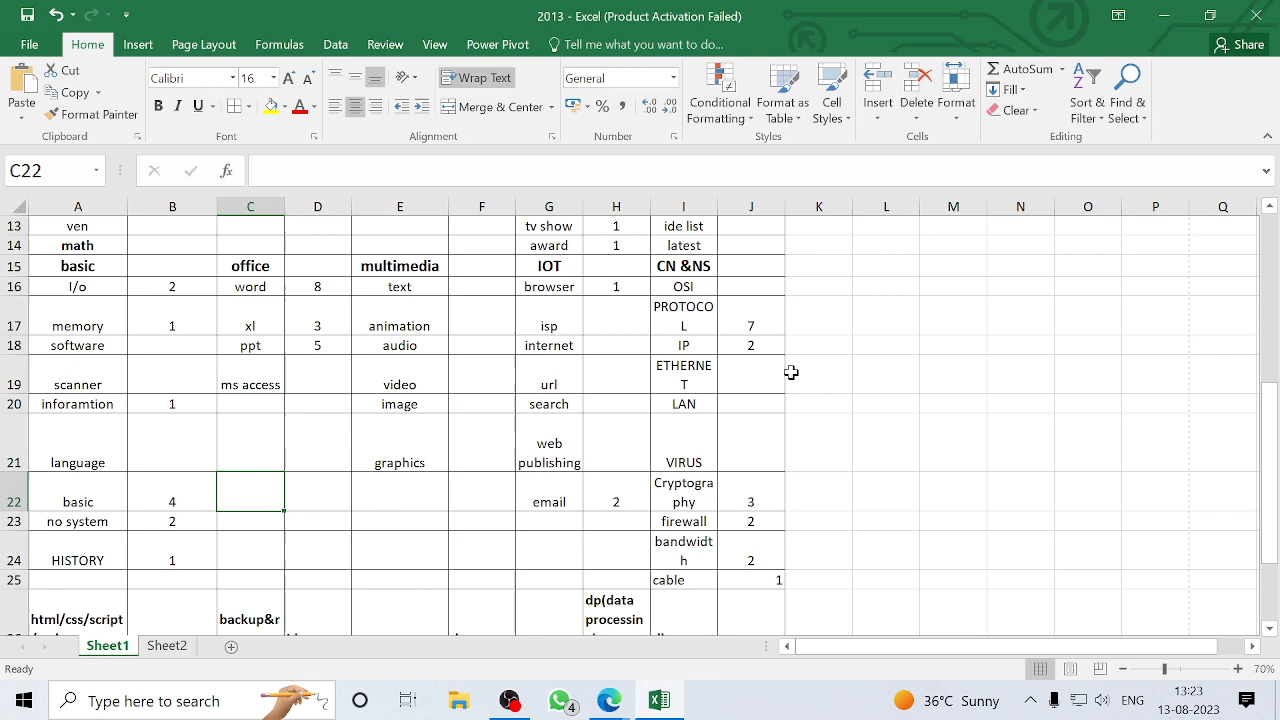 2013 - Excel (Product Activation Failed)
File Home Insert Page Layout Formulas Data Review View Power Pivot Tell me what you want to do... Share
Paste Cut Copy Format Painter Clipboard
Calibri 16 A A B I U A Font
Wrap Text Merge & Center Alignment
General % , Number
Conditional Formatting Format as Table Cell Styles Styles
Insert Delete Format Cells
AutoSum Fill Clear Sort & Filter Find & Select Editing
C22 fx
A B C D E F G H I J K L M N O P Q
13 ven tv show 1 ide list
14 math award 1 latest
15 basic office multimedia IOT CN &NS
16 I/o 2 word 8 text browser 1 OSI
PROTOCO
17 memory 1 xl 3 animation isp L 7
18 software ppt 5 audio internet IP 2
ETHERNE
19 scanner ms access video url T
20 inforamtion 1 image search LAN
web
21 language graphics publishing VIRUS
Cryptogra
22 basic 4 email 2 phy 3
23 no system 2 firewall 2
bandwidt
24 HISTORY 1 h 2
25 cable 1
dp(data
html/css/script backup&r processin
Sheet1 Sheet2
Ready 70%
Type here to search 4 36°C Sunny ENG 13:23
13-08-2023